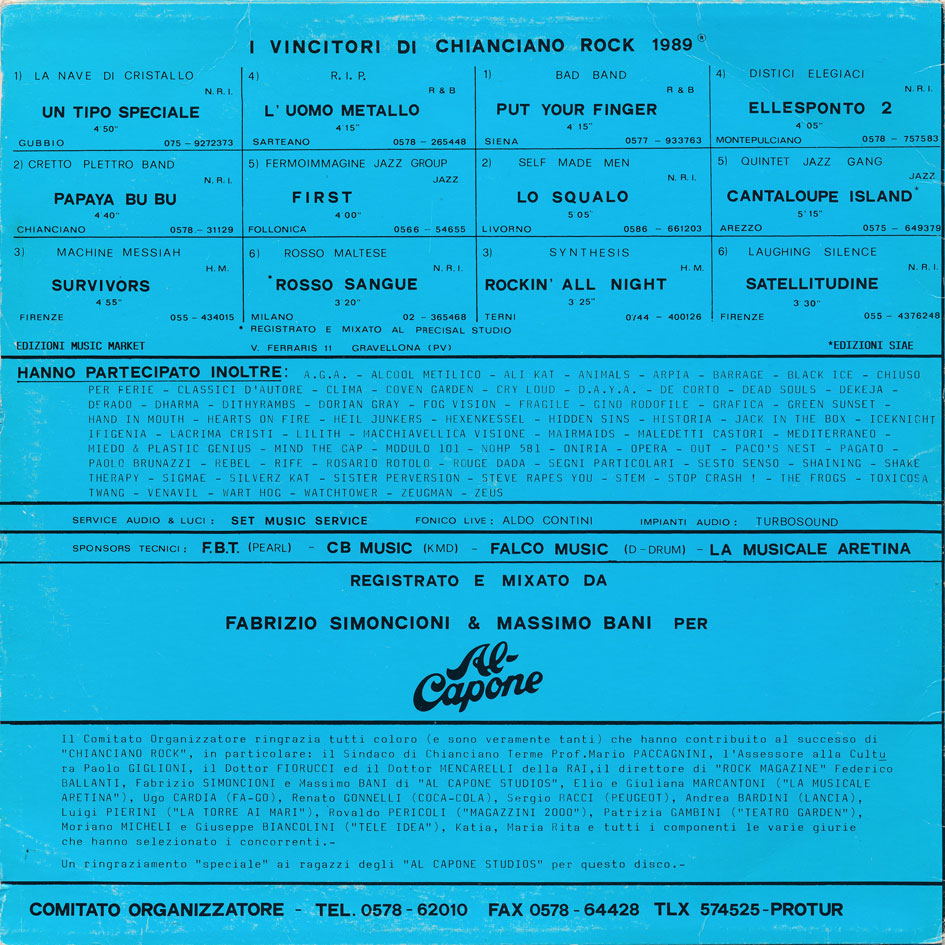 I VINCITORI DI CHIANCIANO ROCK 1989*
1) LA NAVE DI CRISTALLO
N.R.I.
UN TIPO SPECIALE
4'50"
GUBBIO 075 - 9272373
2) CRETTO PLETTRO BAND
N.R.I.
PAPAYA BU BU
4'40"
CHIANCIANO 0578 - 31129
3) MACHINE MESSIAH
H.M.
SURVIVORS
4'55"
FIRENZE 055 - 434015
4) R.I.P.
R & B
L'UOMO METALLO
4'15"
SARTEANO 0578 - 265448
5) FERMOIMMAGINE JAZZ GROUP
JAZZ
FIRST
4'00"
FOLLONICA 0566 - 54655
6) ROSSO MALTESE
N.R.I.
*ROSSO SANGUE
3'20"
MILANO 02 - 365468
1) BAD BAND
R & B
PUT YOUR FINGER
4'15"
SIENA 0577 - 933763
2) SELF MADE MEN
N.R.I.
LO SQUALO
5'05'
LIVORNO 0586 - 661203
3) SYNTHESIS
H.M.
ROCKIN' ALL NIGHT
3'25"
TERNI 0/44 - 400126
4) DISTICI ELEGIACI
N.R.I.
ELLESPONTO 2
4'05"
MONTEPULCIANO 0578 - 757583
5) QUINTET JAZZ GANG
JAZZ
CANTALOUPE ISLAND*
5'15"
AREZZO 0575 - 649379
6) LAUGHING SILENCE
N.R.I.
SATELLITUDINE
3'30"
FIRENZE 055 - 4376248
* REGISTRATO E MIXATO AL PRECISAL STUDIO
EDIZIONI MUSIC MARKET V. FERRARIS 11 GRAVELLONA (PV) *EDIZIONI SIAE
HANNO PARTECIPATO INOLTRE: A.G.A. - ALCOOL METILICO - ALI KAT - ANIMALS - ARPIA - BARRAGE - BLACK ICE - CHIUSO
PER FERIE - CLASSICI D'AUTORE - CLIMA - COVEN GARDEN - CRY LOUD - D.A.Y.A. - DE CORTO - DEAD SOULS - DEKEJA -
DERADO - DHARMA - DITHYRAMBS - DORIAN GRAY - FOG VISION - FRAGILE - GINO RODOFILE - GRAFICA - GREEN SUNSET -
HAND IN MOUTH - HEARTS ON FIRE - HEIL JUNKERS - HEXENKESSEL - HIDDEN SINS - HISTORIA - JACK IN THE BOX - ICEKNIGHT
IFIGENIA - LACRIMA CRISTI - LILITH - MACCHIAVELLICA VISIONE - MAIRMAIDS - MALEDETTI CASTORI - MEDITERRANEO -
MIEDO & PLASTIC GENIUS - MIND THE GAP - MODULO 101 - NOHP 581 - ONIRIA - OPERA - OUT - PACO'S NEST - PAGATO -
PAOLO BRUNAZZI - REBEL - RIFE - ROSARIO ROTOLO - ROUGE DADA - SEGNI PARTICOLARI - SESTO SENSO - SHAINING - SHAKE
THERAPY - SIGMAE - SILVERZ KAT - SISTER PERVERSION - STEVE RAPES YOU - STEM - STOP CRASH ! - THE FROGS - TOXICOSA
TWANG - VENAVIL - WART HOG - WATCHTOWER - ZEUGMAN - ZEUS
SERVICE AUDIO & LUCI: SET MUSIC SERVICE FONICO LIVE: ALDO CONTINI IMPIANTI AUDIO: TURBOSOUND
SPONSORS TECNICI: F.B.T. (PEARL) - CB MUSIC (KMD) - FALCO MUSIC (D-DRUM) - LA MUSICALE ARETINA
REGISTRATO E MIXATO DA
FABRIZIO SIMONCIONI & MASSIMO BANI PER
Al-
Capone
Il Comitato Organizzatore ringrazia tutti coloro (e sono veramente tanti) che hanno contribuito al successo di
"CHIANCIANO ROCK", in particolare: il Sindaco di Chianciano Terme Prof.Mario PACCAGNINI, l'Assessore alla Cultu
ra Paolo GIGLIONI, il Dottor FIORUCCI ed il Dottor MENCARELLI della RAI,il direttore di "ROCK MAGAZINE" Federico
BALLANTI, Fabrizio SIMONCIONI e Massimo BANI di "AL CAPONE STUDIOS", Elio e Giuliana MARCANTONI ("LA MUSICALE
ARETINA"), Ugo CARDIA (FA-GO), Renato GONNELLI (COCA-COLA), Sergio BACCI (PEUGEOT), Andrea BARDINI (LANCIA),
Luigi PIERINI ("LA TORRE AI MARI"), Rovaldo PERICOLI ("MAGAZZINI 2000"), Patrizia GAMBINI ("TEATRO GARDEN"),
Moriano MICHELI e Giuseppe BIANCOLINI ("TELE IDEA"), Katia, Maria Rita e tutti i componenti le varie giurie
che hanno selezionato i concorrenti.-
Un ringraziamento "speciale" ai ragazzi degli "AL CAPONE STUDIOS" per questo disco.-
COMITATO ORGANIZZATORE - TEL. 0578-62010 FAX 0578-64428 TLX 574525-PROTUR